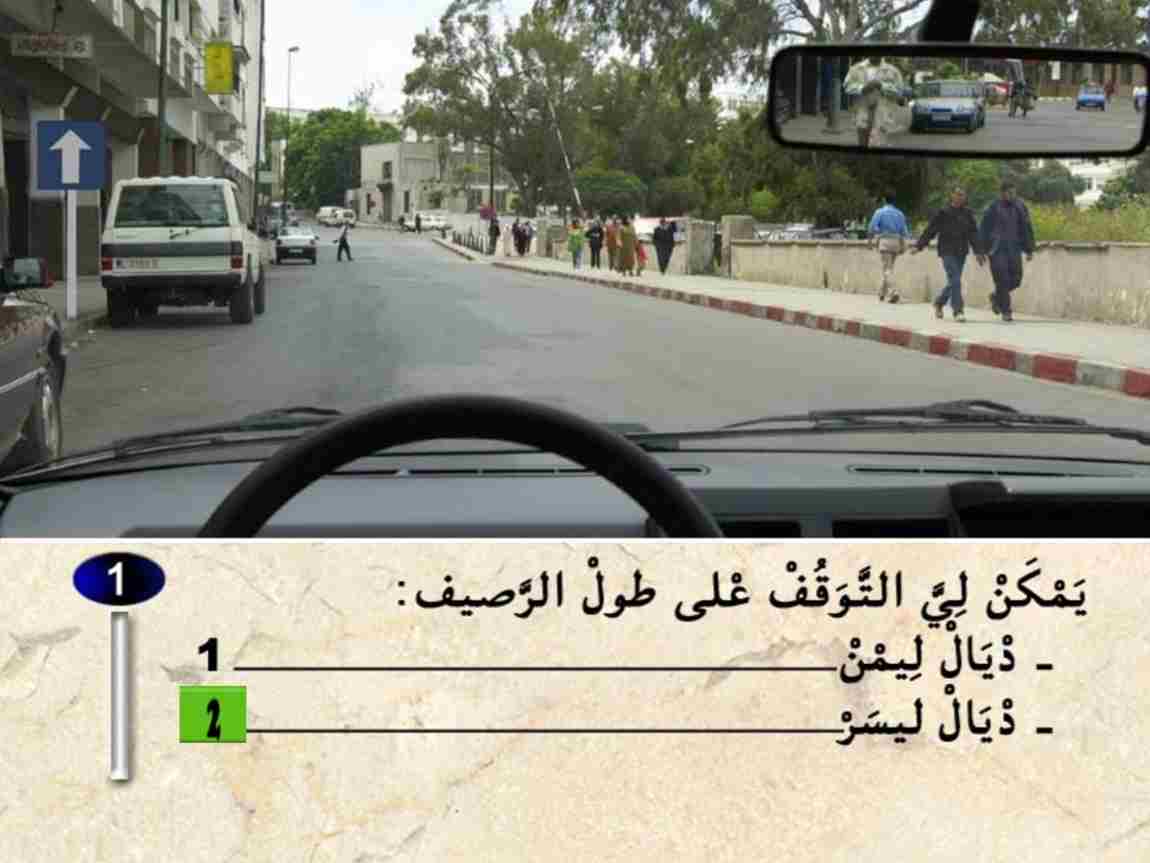 1
يَمْكَنْ لِيَّ التَّوَقُفْ عْلى طولْ الرَّصيف:
ـ دْيَالْ لِيمْنْ 1
ـ دْيَالْ ليسَرْ 2